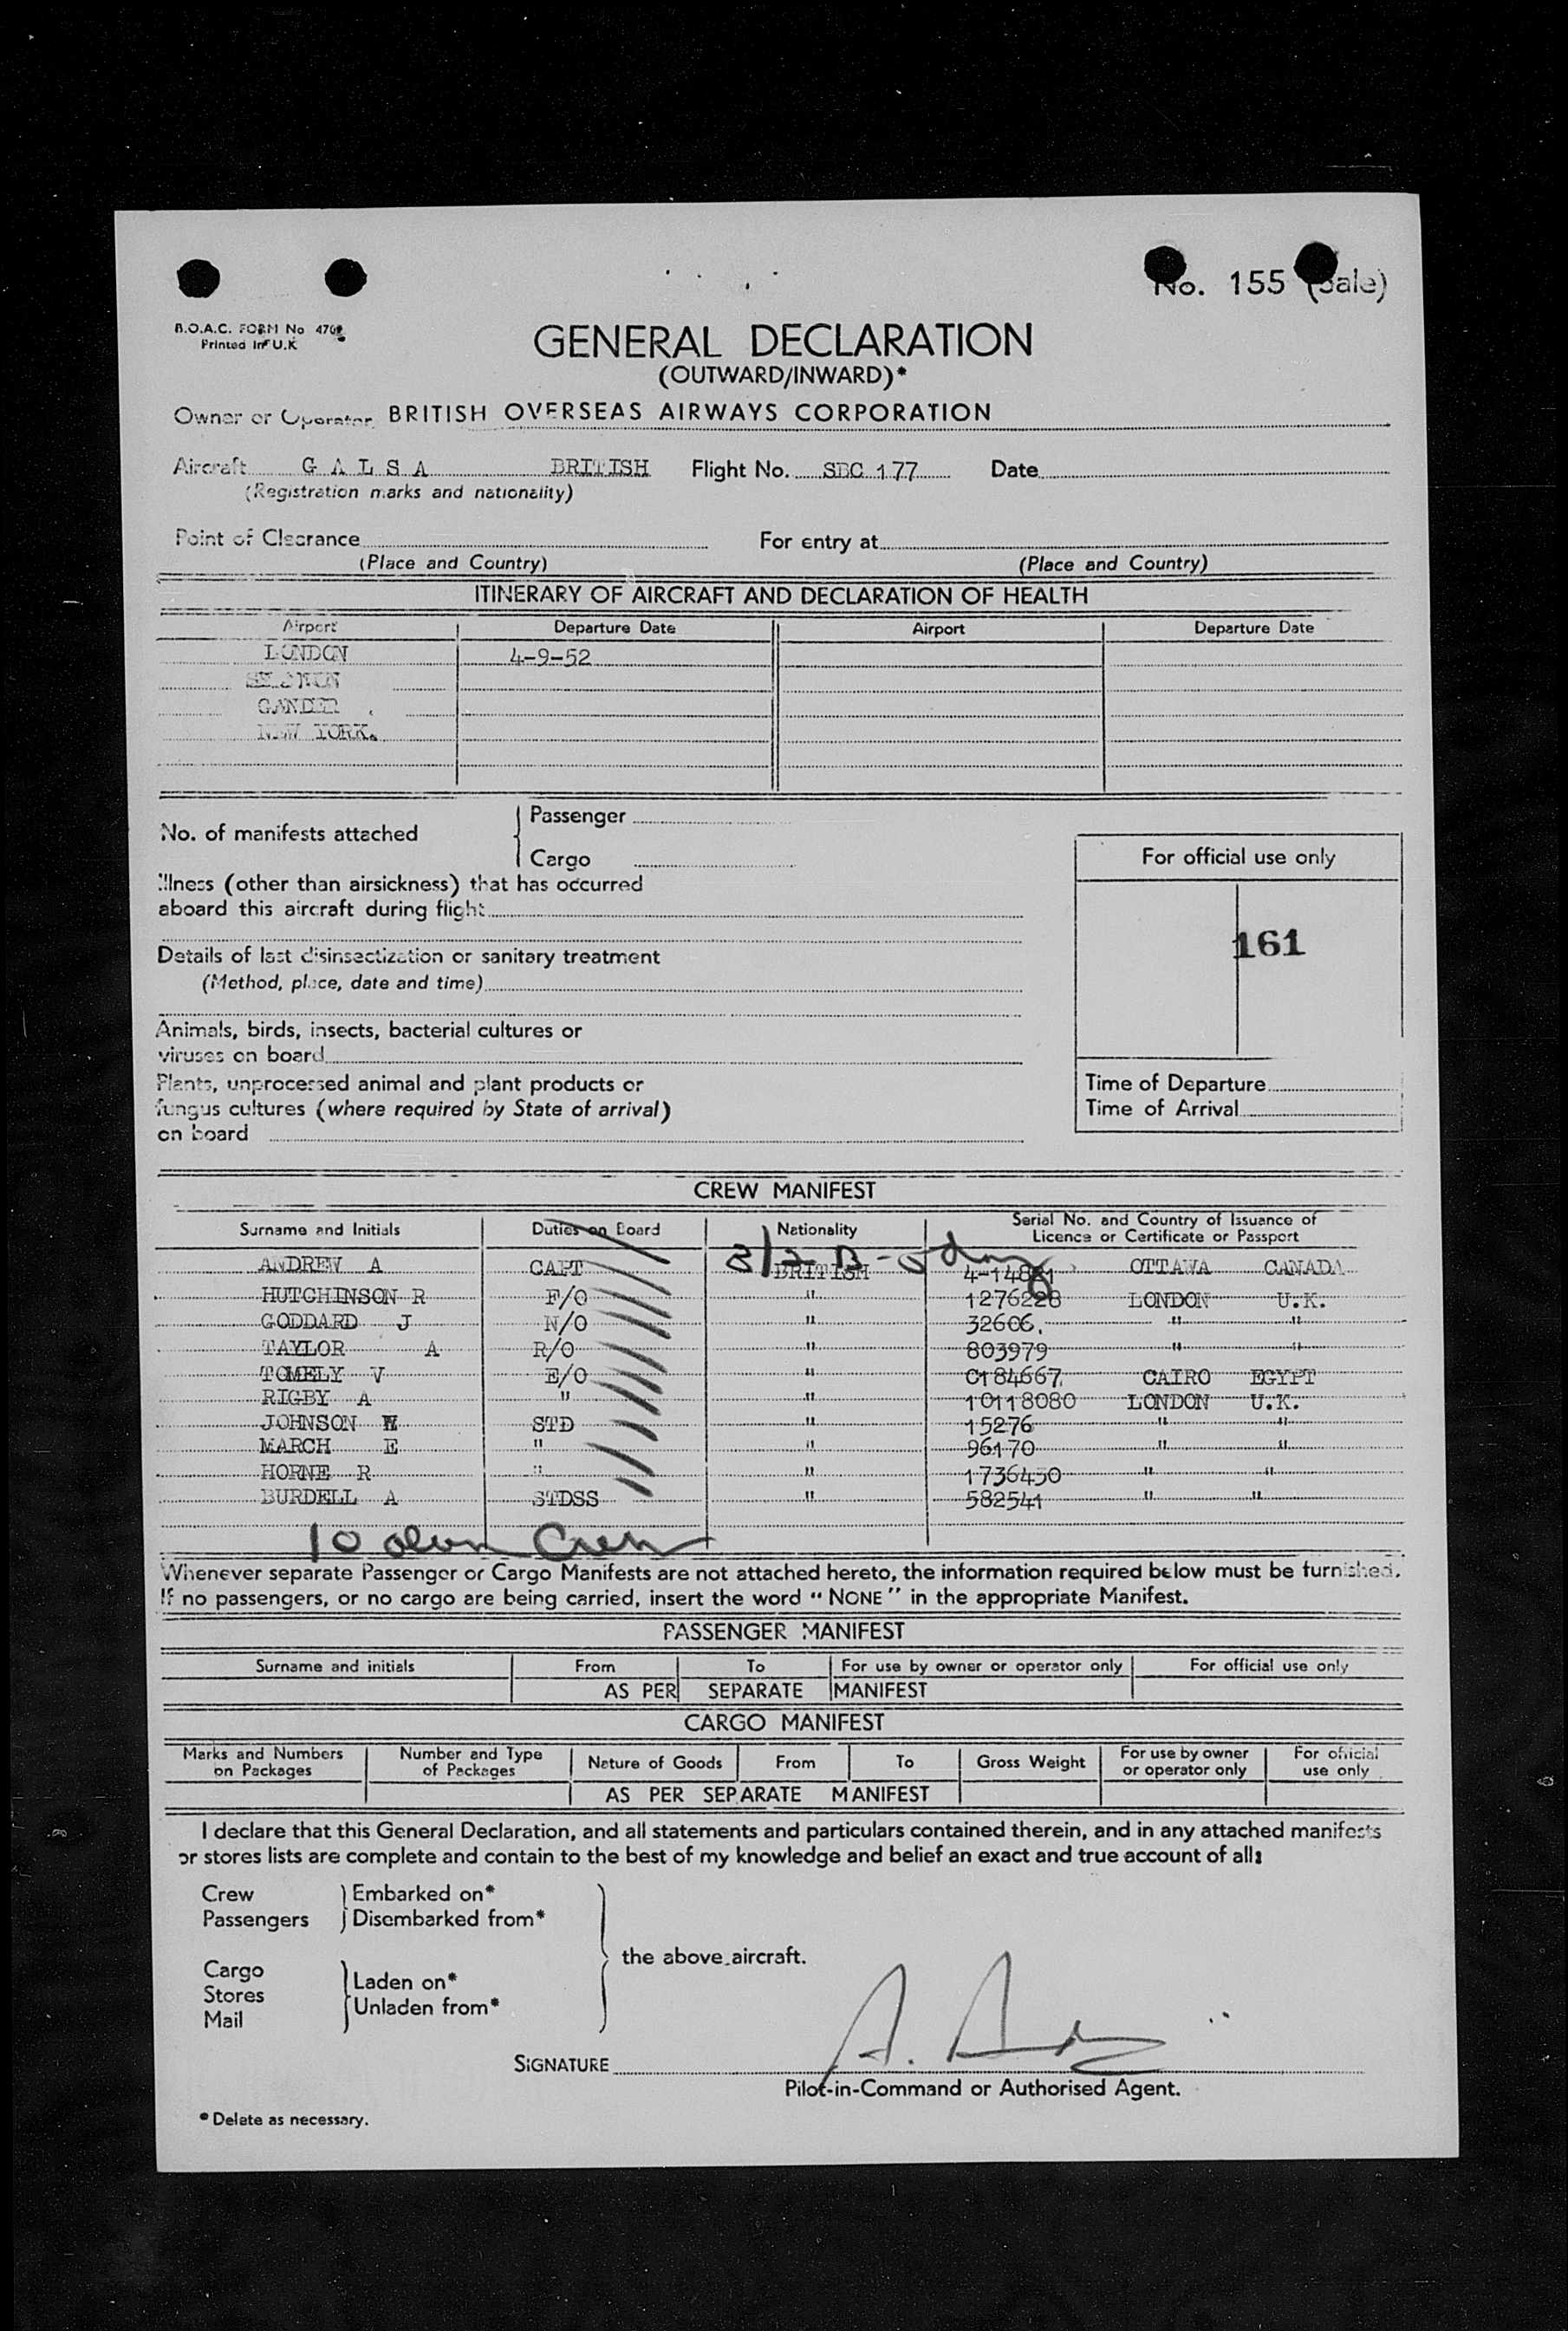 No. 155 (Sale)
B.O.A.C. FORM No 4702
Printed in U.K
GENERAL DECLARATION
(OUTWARD/INWARD)*
Owner or Operator BRITISH OVERSEAS AIRWAYS CORPORATION
Aircraft G A L S A BRITISH Flight No. SBC 177 Date
(Registration marks and nationality)
Point of Clearance For entry at
(Place and Country) (Place and Country)
ITINERARY OF AIRCRAFT AND DECLARATION OF HEALTH
Airport Departure Date Airport Departure Date
LONDON 4-9-52
GANDER
NEW YORK.
No. of manifests attached
Passenger
Cargo
Illness (other than airsickness) that has occurred
aboard this aircraft during flight
Details of last disinsectization or sanitary treatment
(Method, place, date and time)
Animals, birds, insects, bacterial cultures or
viruses on board
Plants, unprocessed animal and plant products or
fungus cultures (where required by State of arrival)
on board
For official use only
161
Time of Departure
Time of Arrival
CREW MANIFEST
Surname and Initials Duties on Board Nationality Serial No. and Country of Issuance of Licence or Certificate or Passport
ANDREW A CAPT BRITISH OTTAWA CANADA
HUTCHINSON R F/O " 1276228 LONDON U.K.
GODDARD J N/O " 32606. " "
TAYLOR A R/O " 803979 " "
TOMELY V E/O " C184667 CAIRO EGYPT
RIGBY A " " 10118080 LONDON U.K.
JOHNSON W STD " 15276 " "
MARCH E " " 96170 " "
HORNE R " " 1736450 " "
BURDELL A STDSS " 582541 " "
10 Crew
Whenever separate Passenger or Cargo Manifests are not attached hereto, the information required below must be furnished.
If no passengers, or no cargo are being carried, insert the word "NONE" in the appropriate Manifest.
PASSENGER MANIFEST
Surname and initials From To For use by owner or operator only For official use only
AS PER SEPARATE MANIFEST
CARGO MANIFEST
Marks and Numbers on Packages Number and Type of Packages Nature of Goods From To Gross Weight For use by owner or operator only For official use only
AS PER SEPARATE MANIFEST
I declare that this General Declaration, and all statements and particulars contained therein, and in any attached manifests
or stores lists are complete and contain to the best of my knowledge and belief an exact and true account of all:
Crew Embarked on*
Passengers Disembarked from*
the above aircraft.
Cargo
Stores Laden on*
Mail Unladen from*
SIGNATURE
Pilot-in-Command or Authorised Agent.
* Delete as necessary.